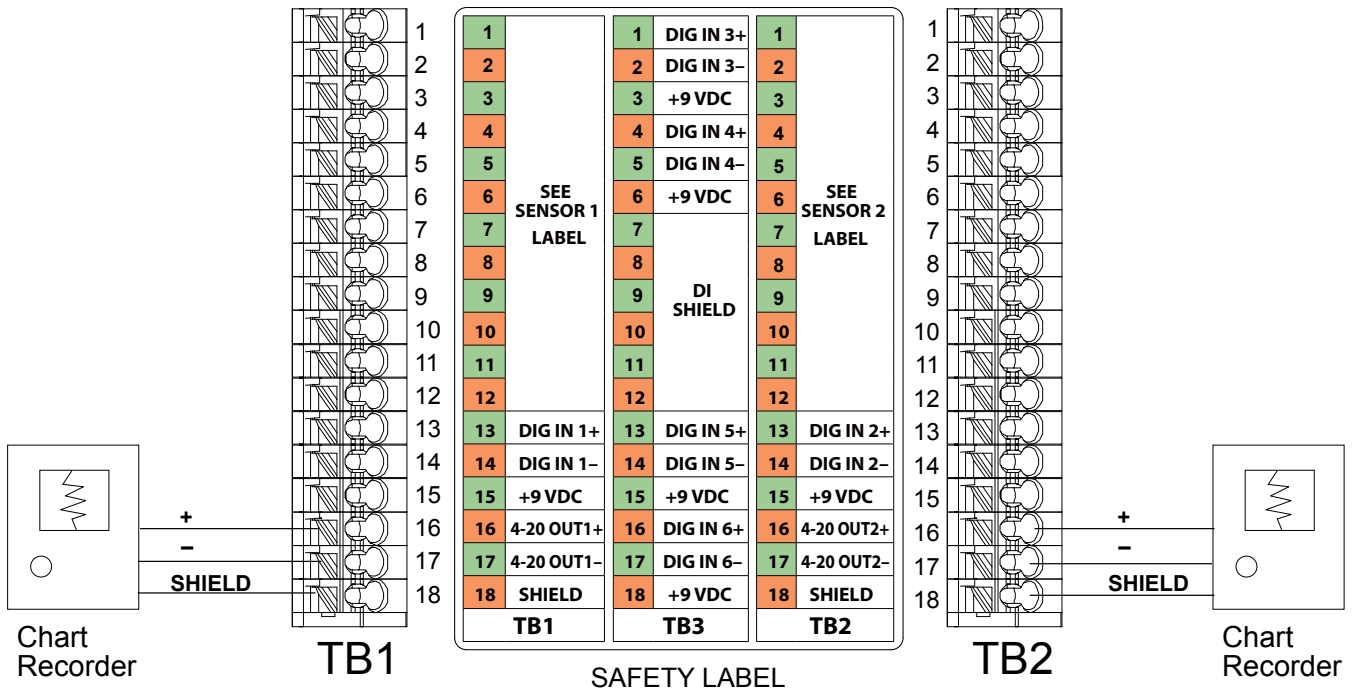 1
2
3
4
5
6
7
8
9
10
11
12
13
14
15
16
17
18
TB1
+
–
SHIELD
Chart
Recorder
1
2
3
4
5
6
7
8
9
10
11
12
SEE
SENSOR 1
LABEL
13 DIG IN 1+
14 DIG IN 1–
15 +9 VDC
16 4-20 OUT1+
17 4-20 OUT1–
18 SHIELD
TB1
1 DIG IN 3+
2 DIG IN 3–
3 +9 VDC
4 DIG IN 4+
5 DIG IN 4–
6 +9 VDC
7
8
9
10
11
12
DI
SHIELD
13 DIG IN 5+
14 DIG IN 5–
15 +9 VDC
16 DIG IN 6+
17 DIG IN 6–
18 +9 VDC
TB3
1
2
3
4
5
6
7
8
9
10
11
12
SEE
SENSOR 2
LABEL
13 DIG IN 2+
14 DIG IN 2–
15 +9 VDC
16 4-20 OUT2+
17 4-20 OUT2–
18 SHIELD
TB2
SAFETY LABEL
1
2
3
4
5
6
7
8
9
10
11
12
13
14
15
16
17
18
TB2
+
–
SHIELD
Chart
Recorder